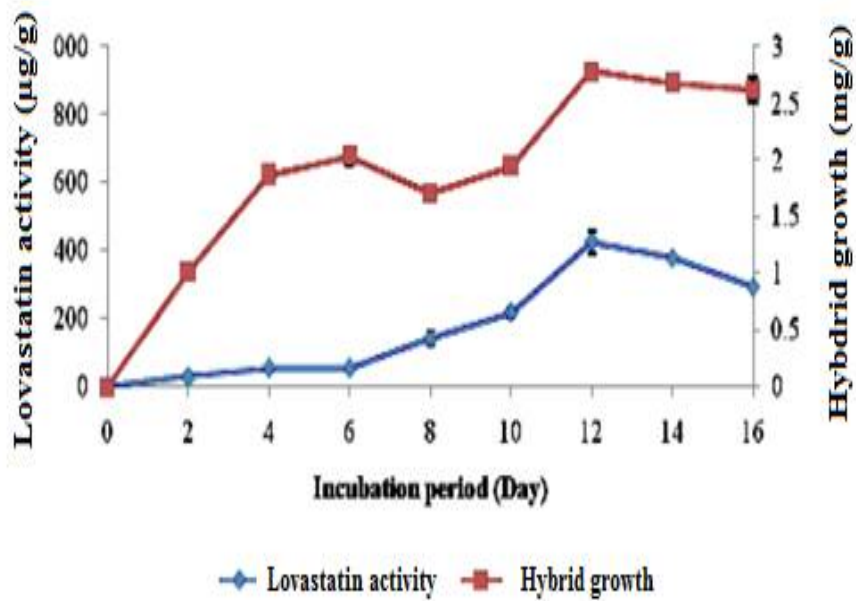 Lovastatin activity (µg/g)
000
800
600
400
200
0
3
2.5
2
1.5
1
0.5
0
Hybdrid growth (mg/g)
0 2 4 6 8 10 12 14 16
Incubation period (Day)
Lovastatin activity Hybrid growth